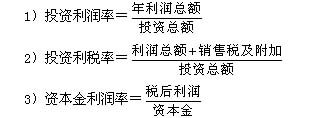 1）投资利润率＝年利润总额/投资总额
2）投资利税率＝利润总额+销售税及附加/投资总额
3）资本金利润率＝税后利润/资本金